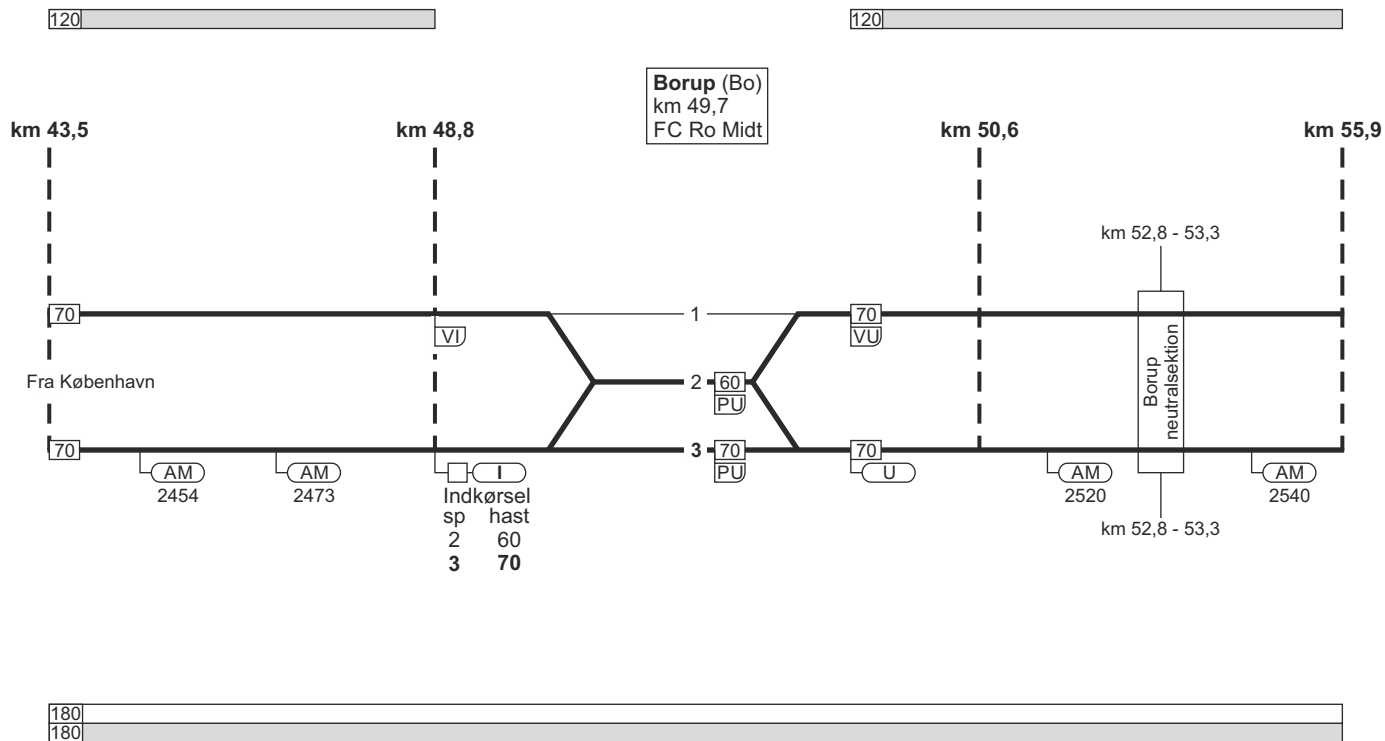 120
120
Borup (Bo)
km 49,7
FC Ro Midt
km 43,5
km 48,8
km 50,6
km 55,9
km 52,8 - 53,3
70
1
70
VI
VU
Fra København
2
60
PU
Borup
neutralsektion
70
3
70
70
AM
AM
I
PU
U
AM
AM
2454
2473
2520
2540
Indkørsel
sp hast
2 60
3 70
km 52,8 - 53,3
180
180